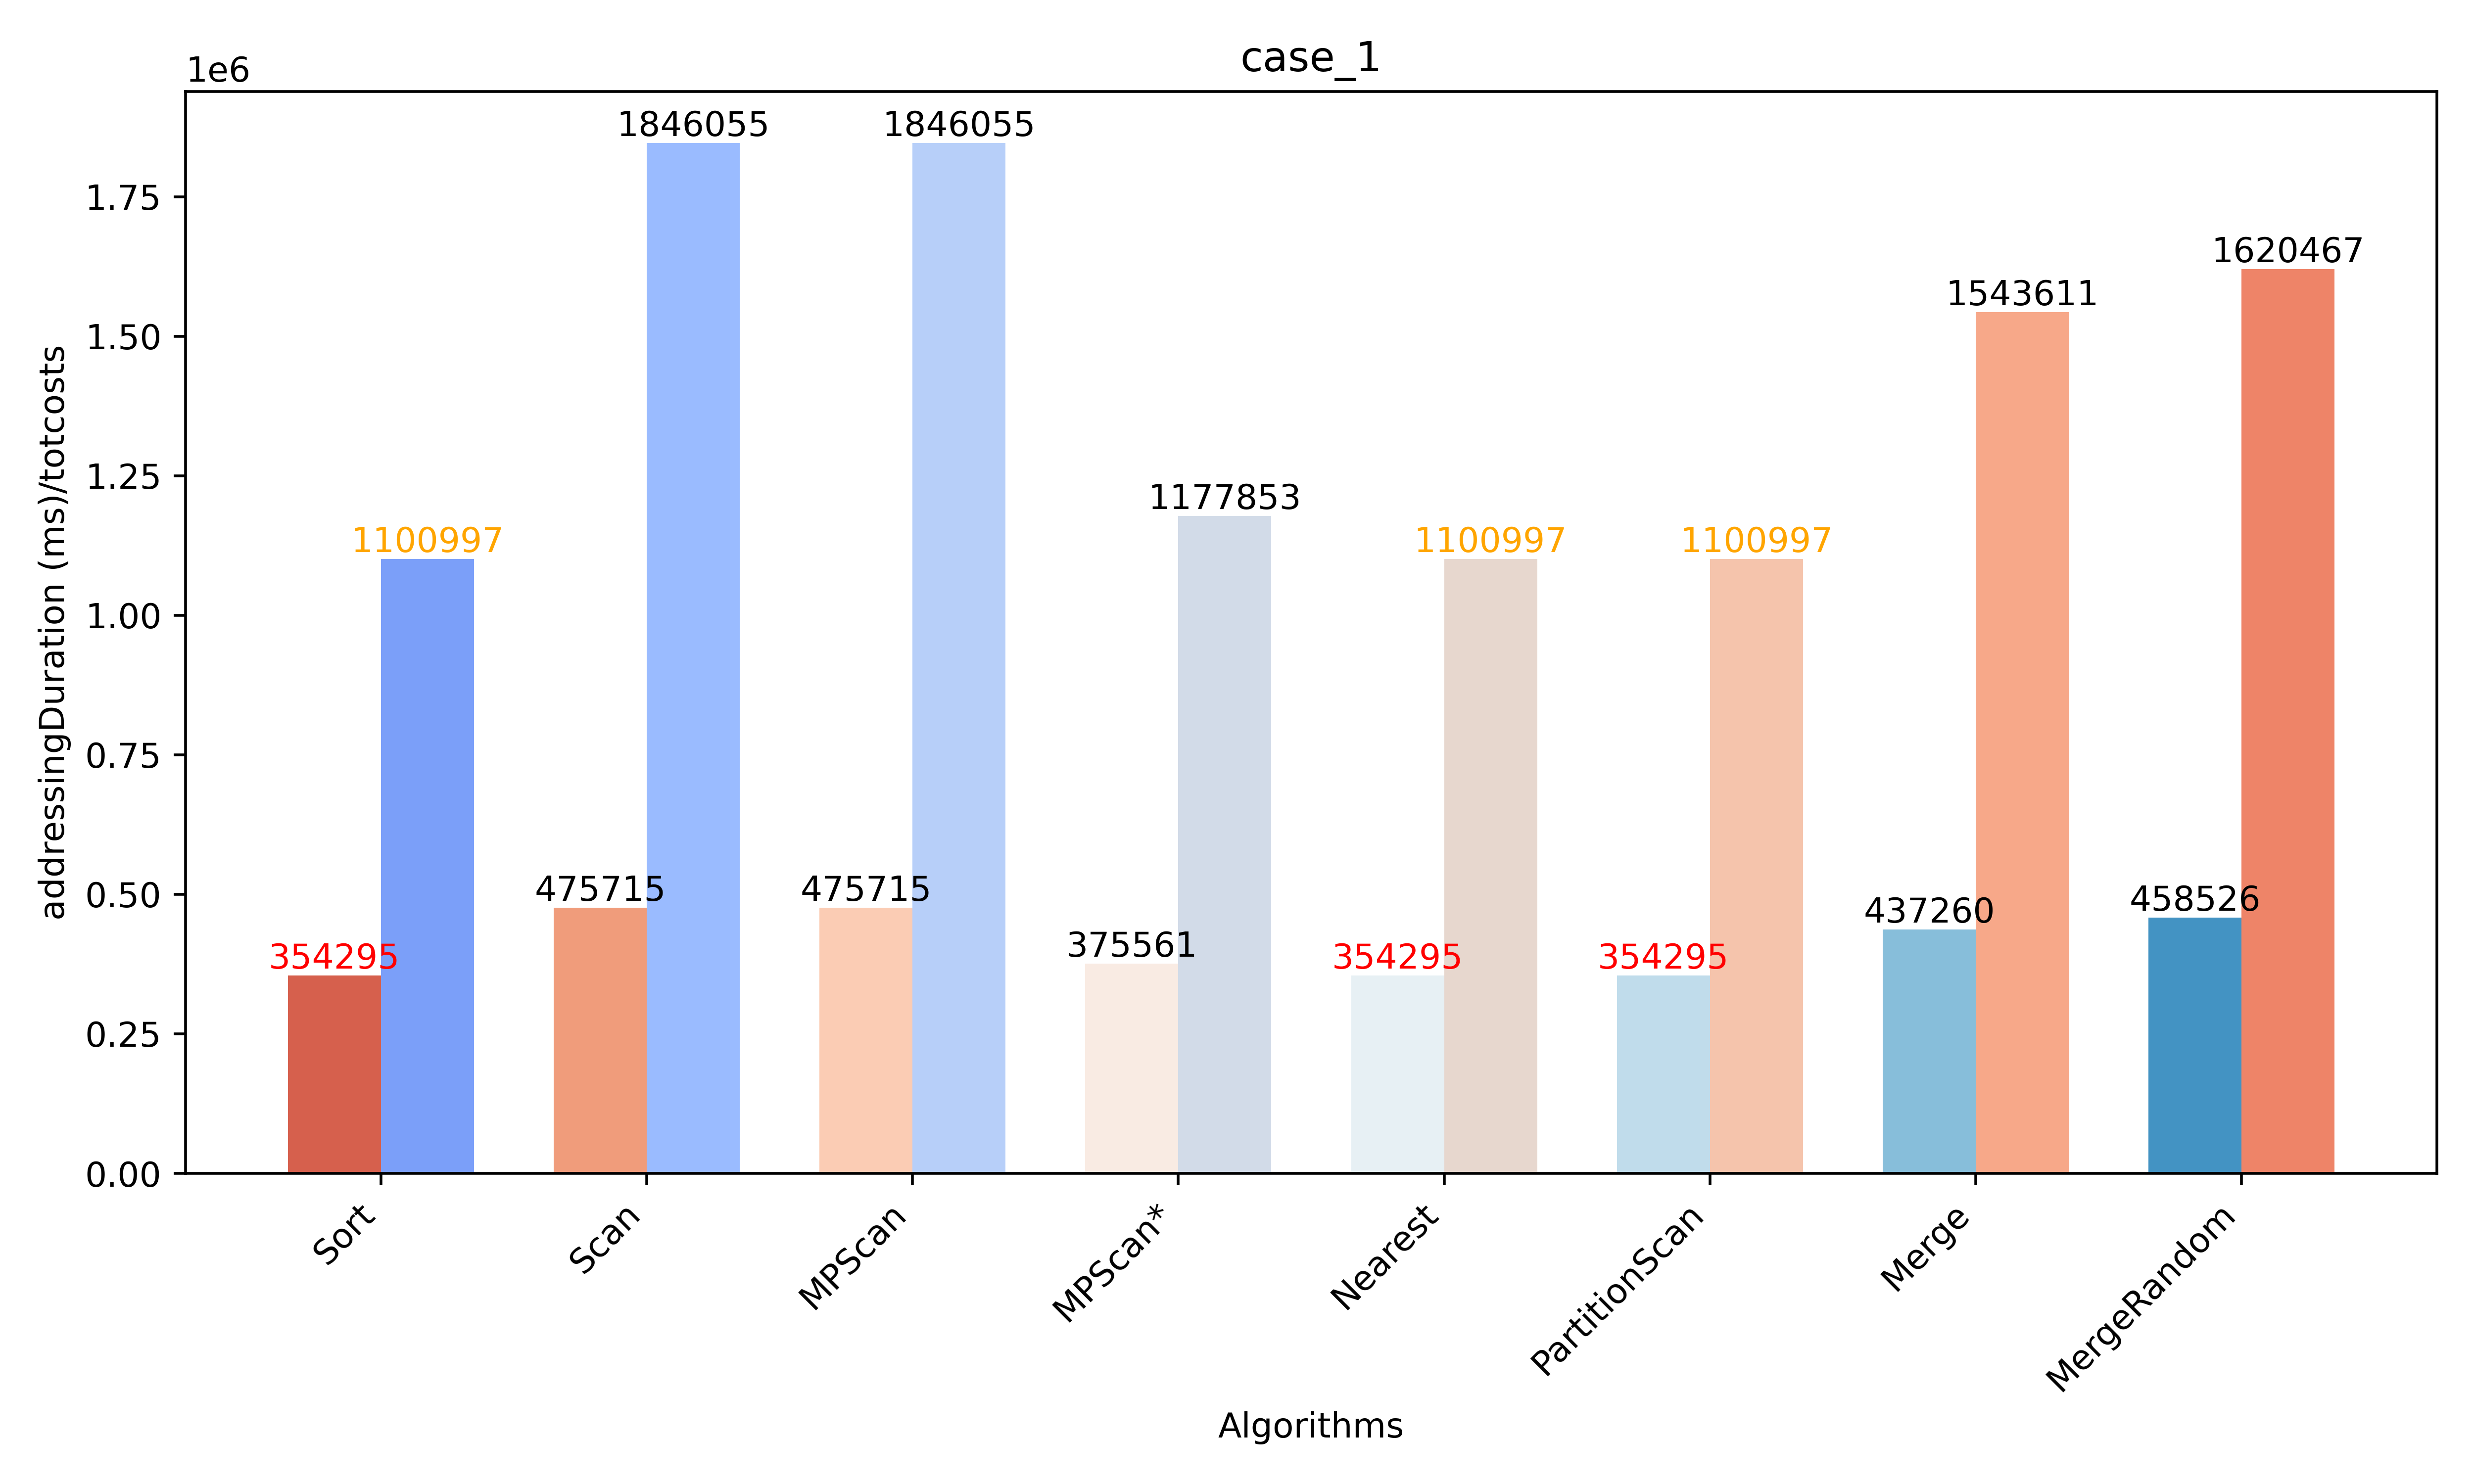 case_1
1e6
1846055
1846055
1.75
1620467
1543611
1.50
1.25
1177853
1100997
1100997
1100997
1.00
0.75
0.50
475715
475715
458526
437260
375561
354295
354295
354295
0.25
0.00
addressingDuration (ms)/totcosts
Sort
Scan
MPScan
MPScan*
Nearest
PartitionScan
Merge
MergeRandom
Algorithms